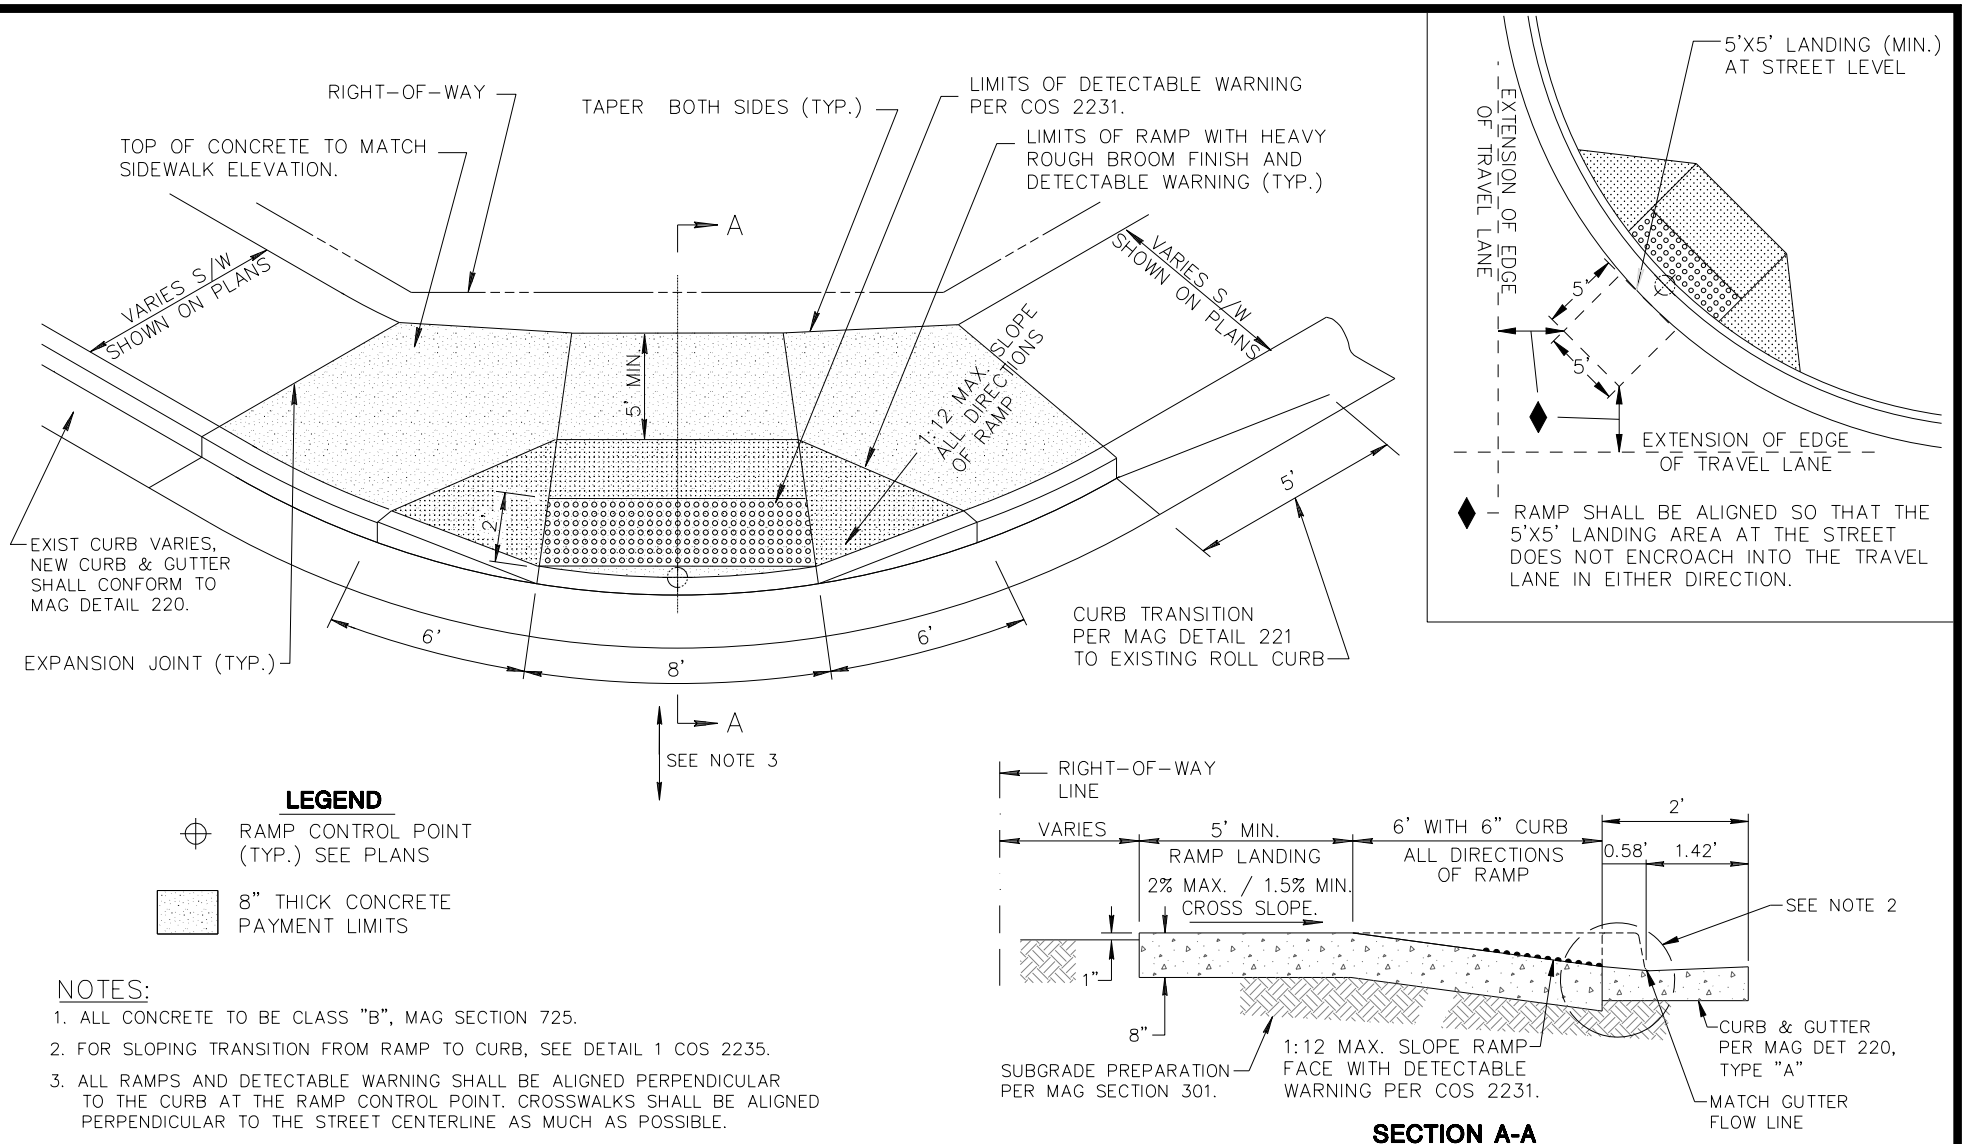 RIGHT-OF-WAY
TAPER BOTH SIDES (TYP.)
LIMITS OF DETECTABLE WARNING
PER COS 2231.
TOP OF CONCRETE TO MATCH
SIDEWALK ELEVATION.
LIMITS OF RAMP WITH HEAVY
ROUGH BROOM FINISH AND
DETECTABLE WARNING (TYP.)
A
VARIES S/W
SHOWN ON PLANS
VARIES S/W
SHOWN ON PLANS
5' MIN.
1:12 MAX. SLOPE
ALL DIRECTIONS
OF RAMP
2'
5'
EXIST CURB VARIES,
NEW CURB & GUTTER
SHALL CONFORM TO
MAG DETAIL 220.
EXPANSION JOINT (TYP.)
6'
8'
6'
CURB TRANSITION
PER MAG DETAIL 221
TO EXISTING ROLL CURB
A
SEE NOTE 3
5'X5' LANDING (MIN.)
AT STREET LEVEL
EXTENSION OF EDGE
OF TRAVEL LANE
5'
5'
EXTENSION OF EDGE
OF TRAVEL LANE
♦ - RAMP SHALL BE ALIGNED SO THAT THE
5'X5' LANDING AREA AT THE STREET
DOES NOT ENCROACH INTO THE TRAVEL
LANE IN EITHER DIRECTION.
LEGEND
RAMP CONTROL POINT
(TYP.) SEE PLANS
8" THICK CONCRETE
PAYMENT LIMITS
NOTES:
1. ALL CONCRETE TO BE CLASS "B", MAG SECTION 725.
2. FOR SLOPING TRANSITION FROM RAMP TO CURB, SEE DETAIL 1 COS 2235.
3. ALL RAMPS AND DETECTABLE WARNING SHALL BE ALIGNED PERPENDICULAR
TO THE CURB AT THE RAMP CONTROL POINT. CROSSWALKS SHALL BE ALIGNED
PERPENDICULAR TO THE STREET CENTERLINE AS MUCH AS POSSIBLE.
RIGHT-OF-WAY
LINE
VARIES
5' MIN.
RAMP LANDING
2% MAX. / 1.5% MIN.
CROSS SLOPE.
6' WITH 6" CURB
ALL DIRECTIONS
OF RAMP
2'
0.58'
1.42'
SEE NOTE 2
1"
8"
SUBGRADE PREPARATION
PER MAG SECTION 301.
1:12 MAX. SLOPE RAMP
FACE WITH DETECTABLE
WARNING PER COS 2231.
CURB & GUTTER
PER MAG DET 220,
TYPE "A"
MATCH GUTTER
FLOW LINE
SECTION A-A